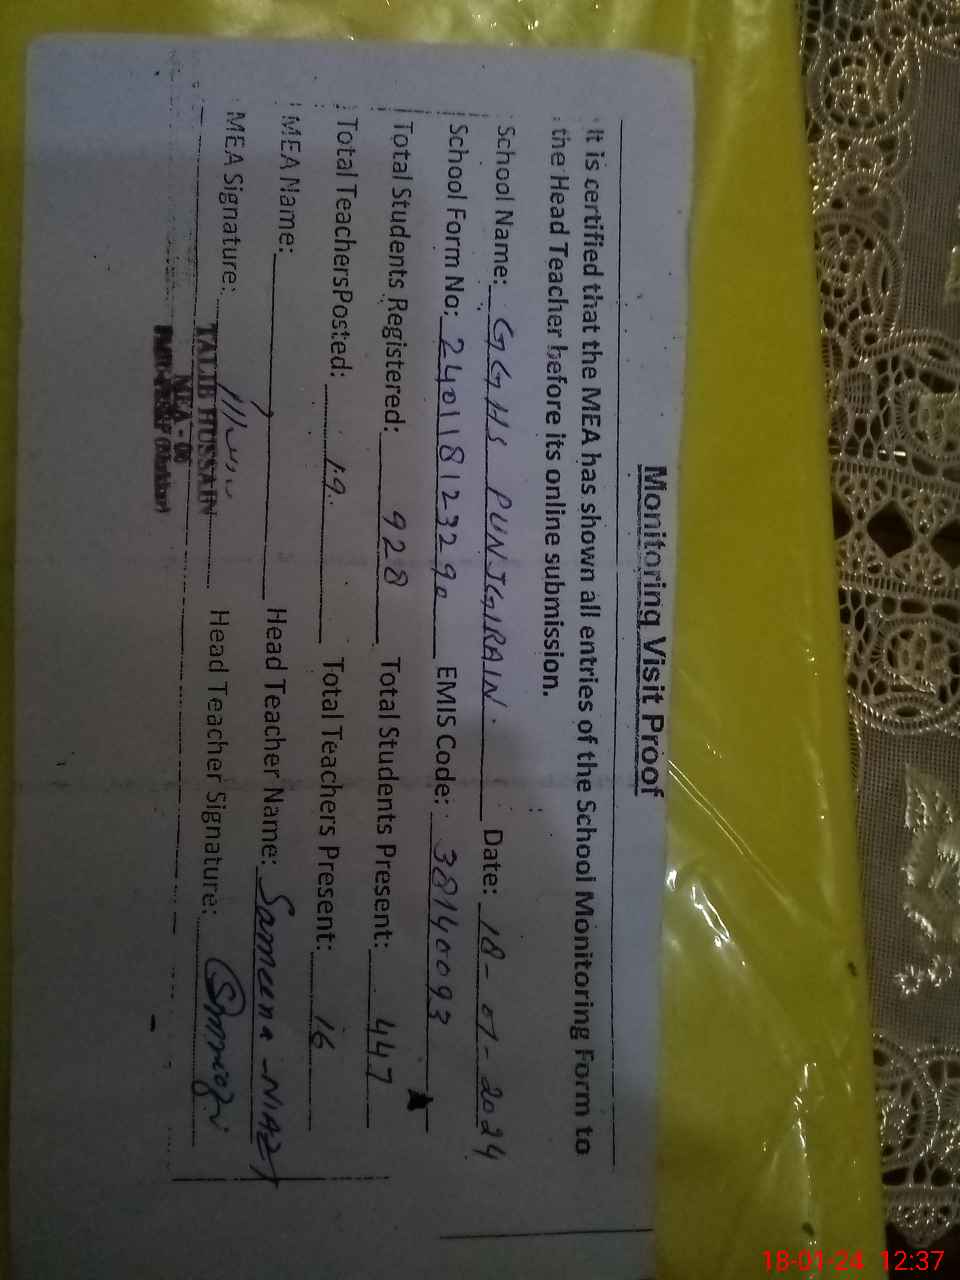 Monitoring Visit Proof
It is certified that the MEA has shown all entries of the School Monitoring Form to
the Head Teacher before its online submission.
School Name: GGHS PUNJGIRAIN. Date: 18-01-2024
School Form No: EMIS Code: 38140093
Total Students Registered: 928 Total Students Present: 447
Total TeachersPosted: 19. Total Teachers Present: 16
MEA Name: Head Teacher Name: Sameena -NIAZI
MEA Signature: Head Teacher Signature:
TALIB HUSSAIN
MEA - 06
18-01-24 12:37